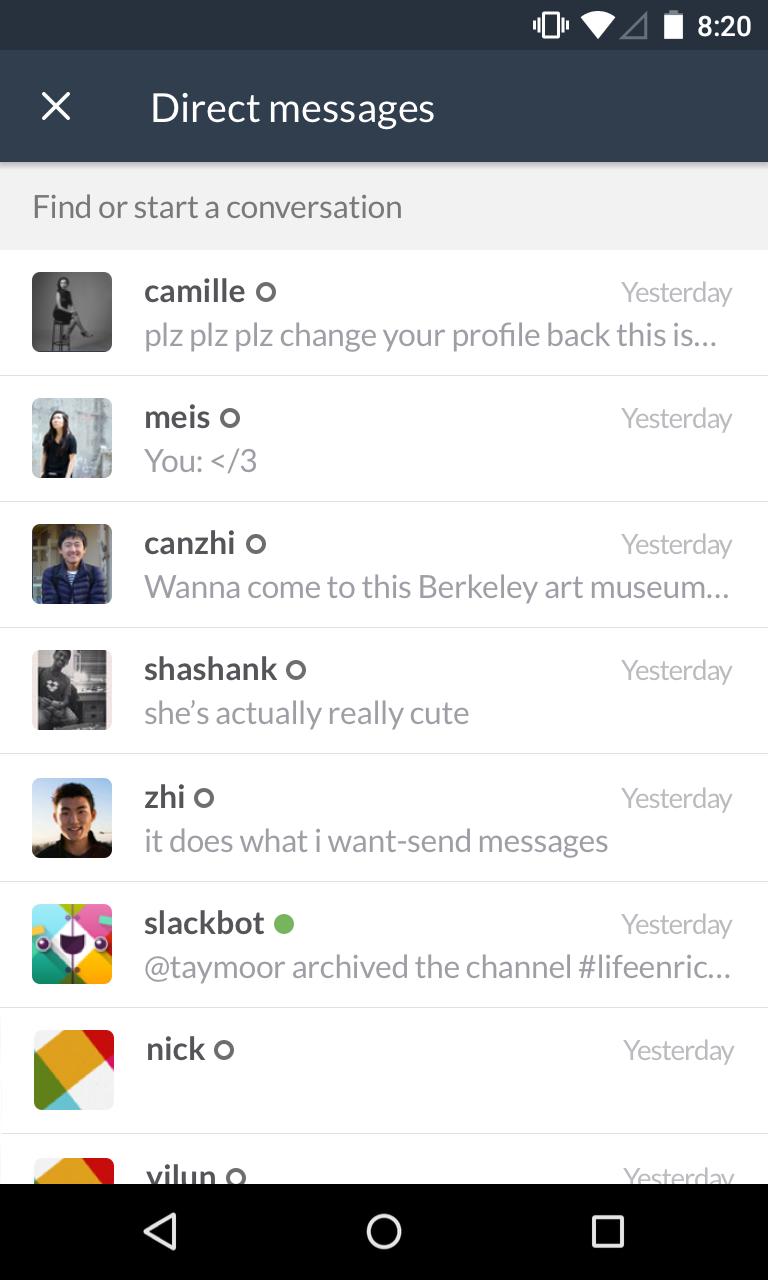 8:20
Direct messages
Find or start a conversation
camille Yesterday
plz plz plz change your profile back this is...
meis Yesterday
You: </3
canzhi Yesterday
Wanna come to this Berkeley art museum...
shashank Yesterday
she's actually really cute
zhi Yesterday
it does what i want-send messages
slackbot Yesterday
@taymoor archived the channel #lifeenric...
nick Yesterday
yilun Yesterday